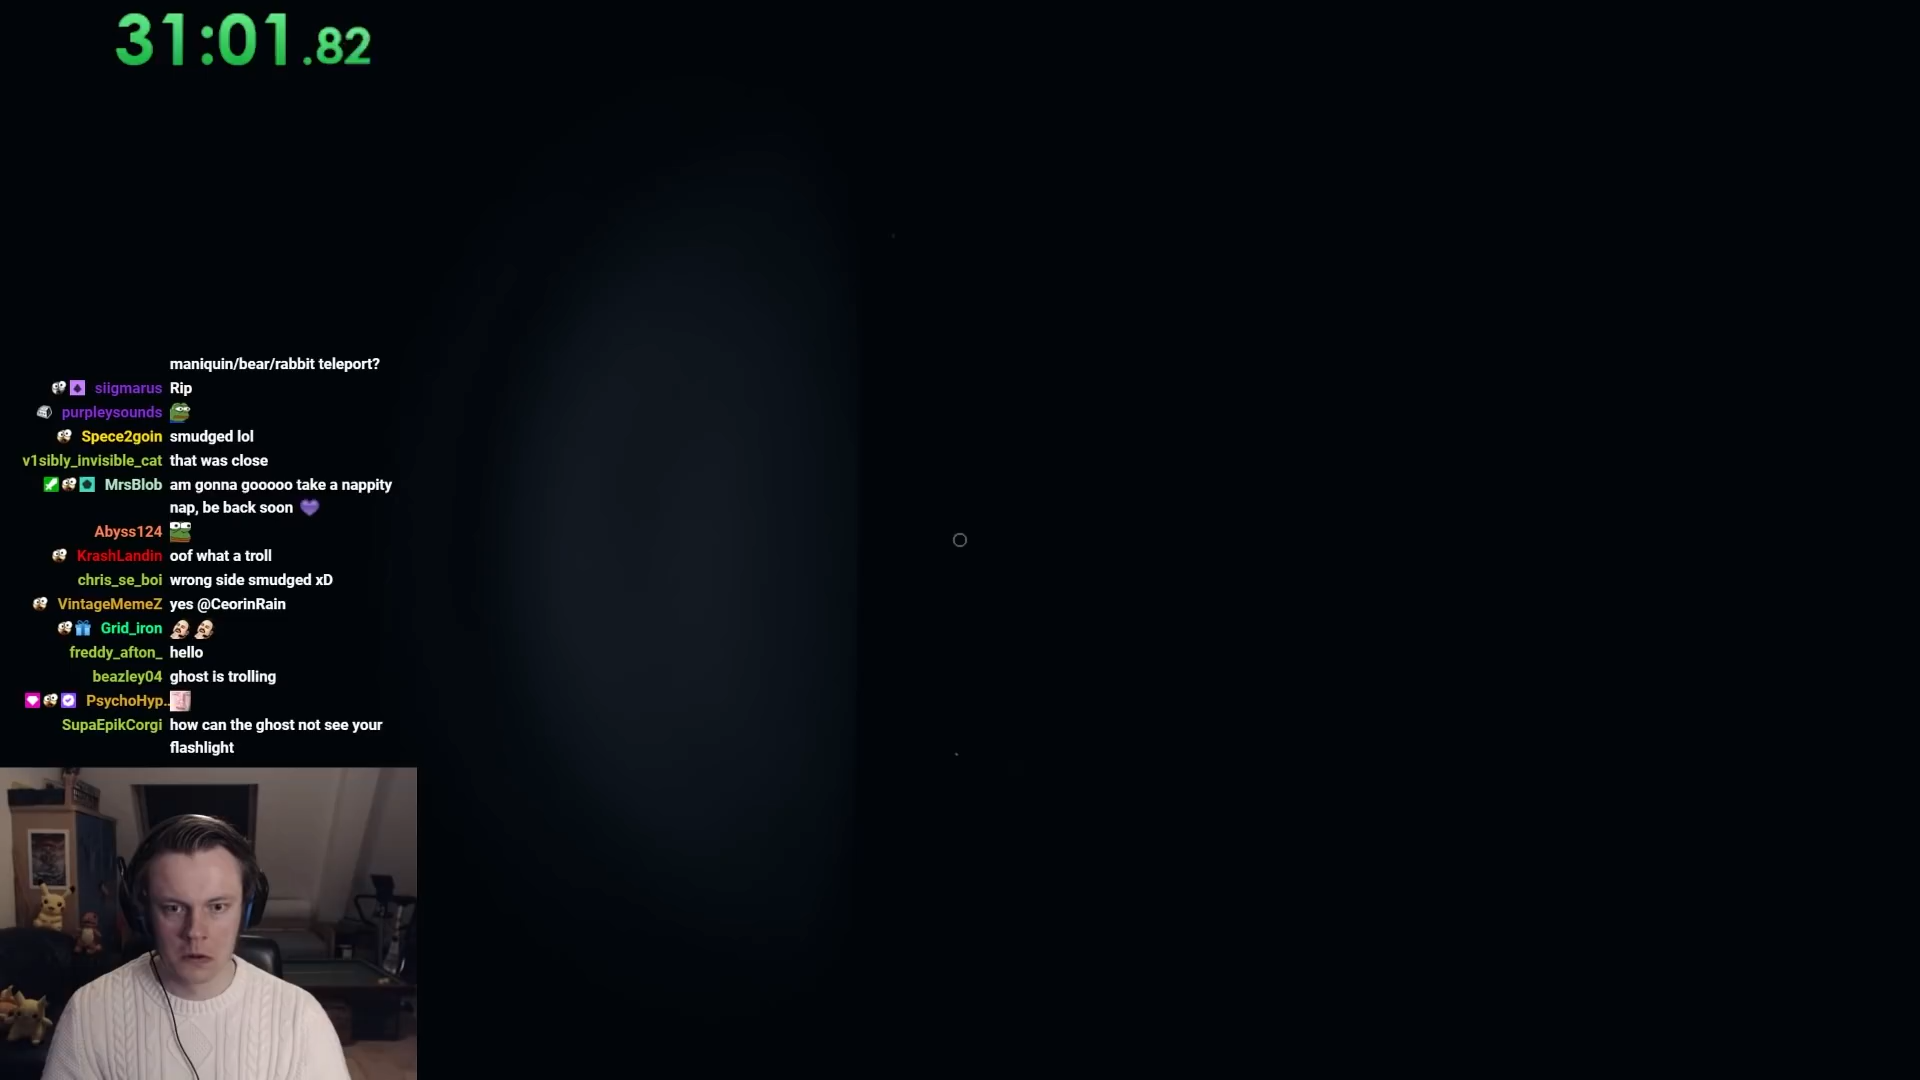 31:01.82
maniquin/bear/rabbit teleport?
siigmarus Rip
purpleysounds
Spece2goin smudged lol
v1sibly_invisible_cat that was close
MrsBlob am gonna gooooo take a nappity
nap, be back soon
Abyss124
KrashLandin oof what a troll
chris_se_boi wrong side smudged xD
VintageMemeZ yes @CeorinRain
Grid_iron
freddy_afton_ hello
beazley04 ghost is trolling
PsychoHyp..
SupaEpikCorgi how can the ghost not see your
flashlight